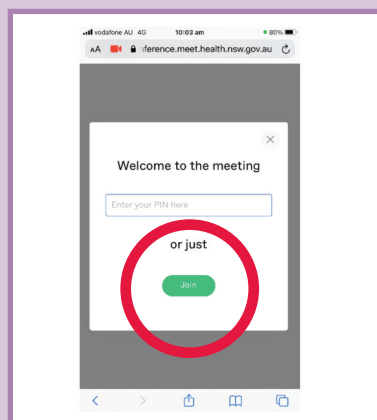 vodafone AU 4G 10:03 am 80%
AA nference.meet.health.nsw.gov.au
Welcome to the meeting
Enter your PIN here
or just
Join